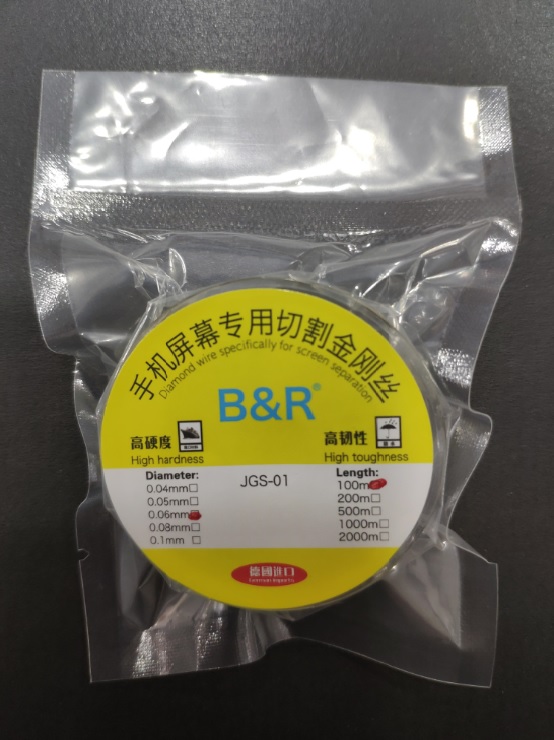 手机屏幕专用切割金刚丝
Diamond wire specifically for screen separation
B&R®
高硬度
High hardness
高韧性
High toughness
JGS-01
Diameter:
0.04mm□
0.05mm□
0.06mm
0.08mm□
0.1mm □
Length:
100m
200m□
500m□
1000m□
2000m□
德國進口